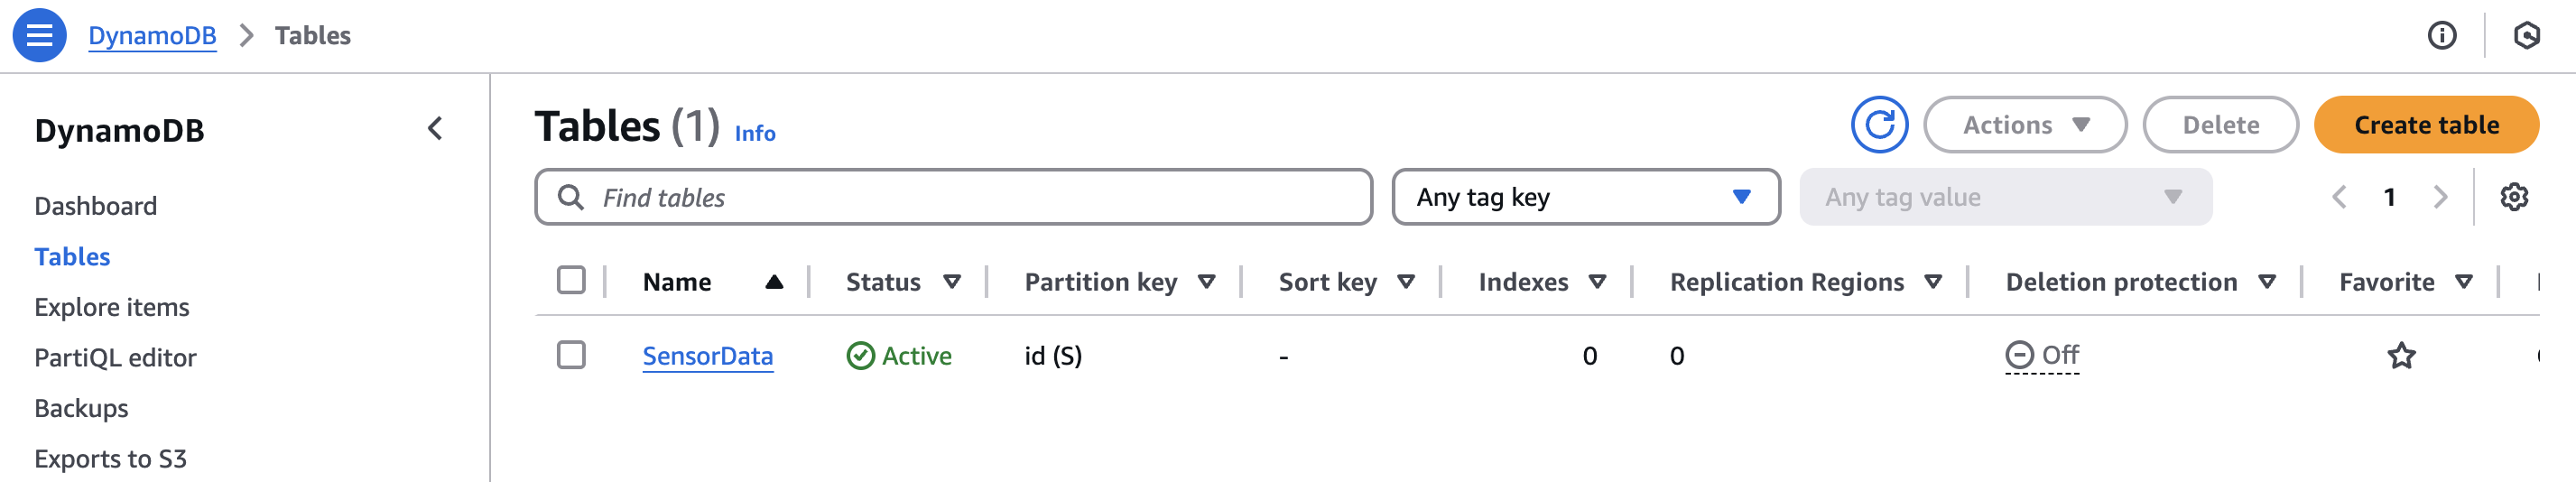 DynamoDB > Tables
DynamoDB
Dashboard
Tables
Explore items
PartiQL editor
Backups
Exports to S3
Tables (1) Info
Actions
Delete
Create table
Find tables
Any tag key
Any tag value
1
Name Status Partition key Sort key Indexes Replication Regions Deletion protection Favorite
SensorData Active id (S) - 0 0 Off